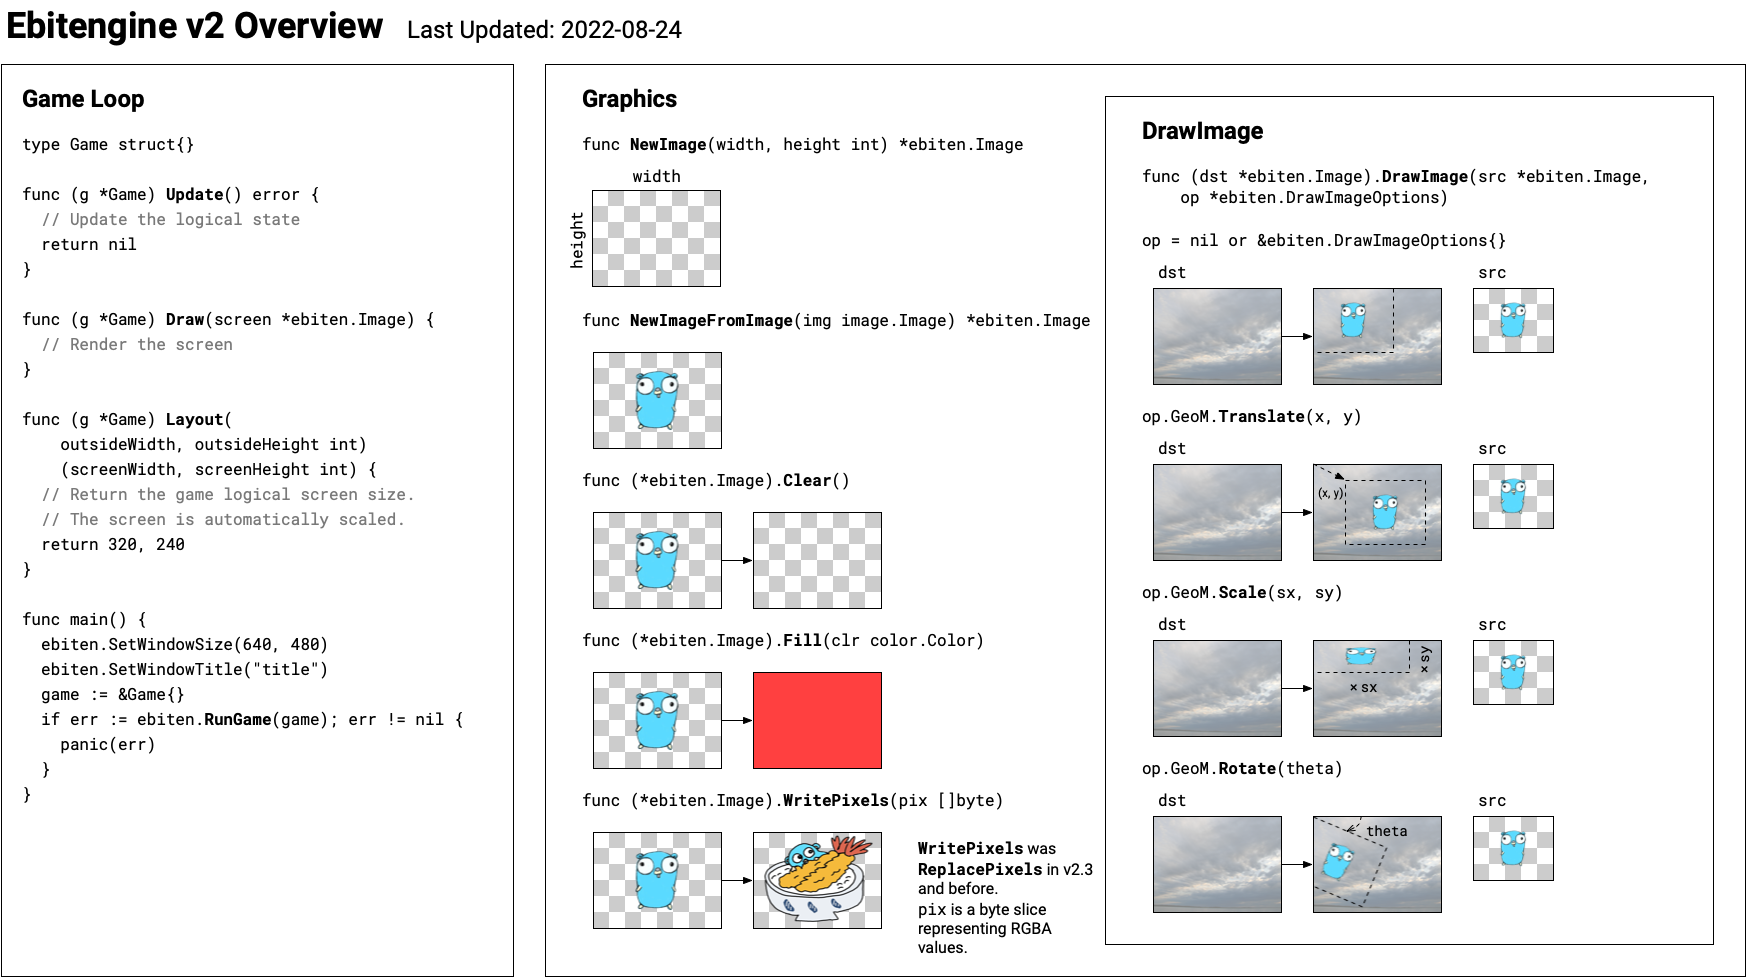 Ebitengine v2 Overview Last Updated: 2022-08-24
Game Loop
type Game struct{}
func (g *Game) Update() error {
// Update the logical state
return nil
}
func (g *Game) Draw(screen *ebiten.Image) {
// Render the screen
}
func (g *Game) Layout(
outsideWidth, outsideHeight int)
(screenWidth, screenHeight int) {
// Return the game logical screen size.
// The screen is automatically scaled.
return 320, 240
}
func main() {
ebiten.SetWindowSize(640, 480)
ebiten.SetWindowTitle("title")
game := &Game{}
if err := ebiten.RunGame(game); err != nil {
panic(err)
}
}
Graphics
func NewImage(width, height int) *ebiten.Image
width
height
func NewImageFromImage(img image.Image) *ebiten.Image
func (*ebiten.Image).Clear()
func (*ebiten.Image).Fill(clr color.Color)
func (*ebiten.Image).WritePixels(pix []byte)
WritePixels was
ReplacePixels in v2.3
and before.
pix is a byte slice
representing RGBA
values.
DrawImage
func (dst *ebiten.Image).DrawImage(src *ebiten.Image,
op *ebiten.DrawImageOptions)
op = nil or &ebiten.DrawImageOptions{}
dst src
op.GeoM.Translate(x, y)
dst src
(x, y)
op.GeoM.Scale(sx, sy)
dst src
× sy
× sx
op.GeoM.Rotate(theta)
dst src
theta